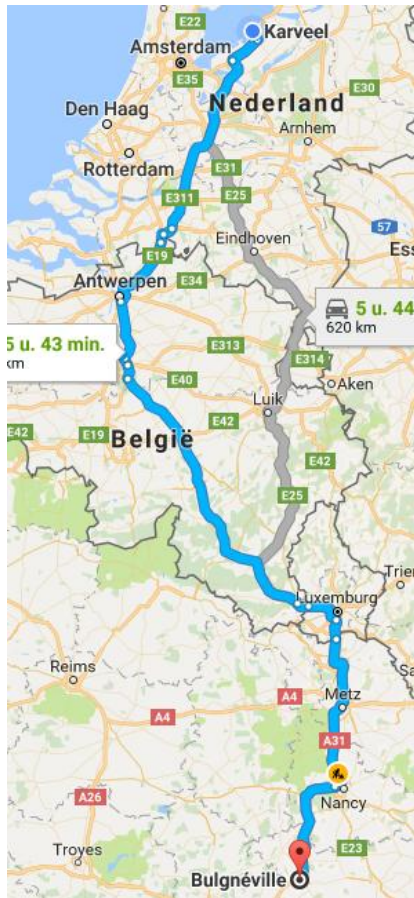 E22
Karveel
Amsterdam
E35
Nederland
E30
Den Haag
Arnhem
Rotterdam
E31
E311
E25
57
Eindhoven
E19
E34
Antwerpen
5 u. 44
620 km
5 u. 43 min.
km
E313
E314
E40
Aken
Luik
E42
E42
E19
België
E42
E25
Luxemburg
Trier
Reims
A4
Metz
A4
A31
A26
Nancy
Troyes
E23
Bulgnéville